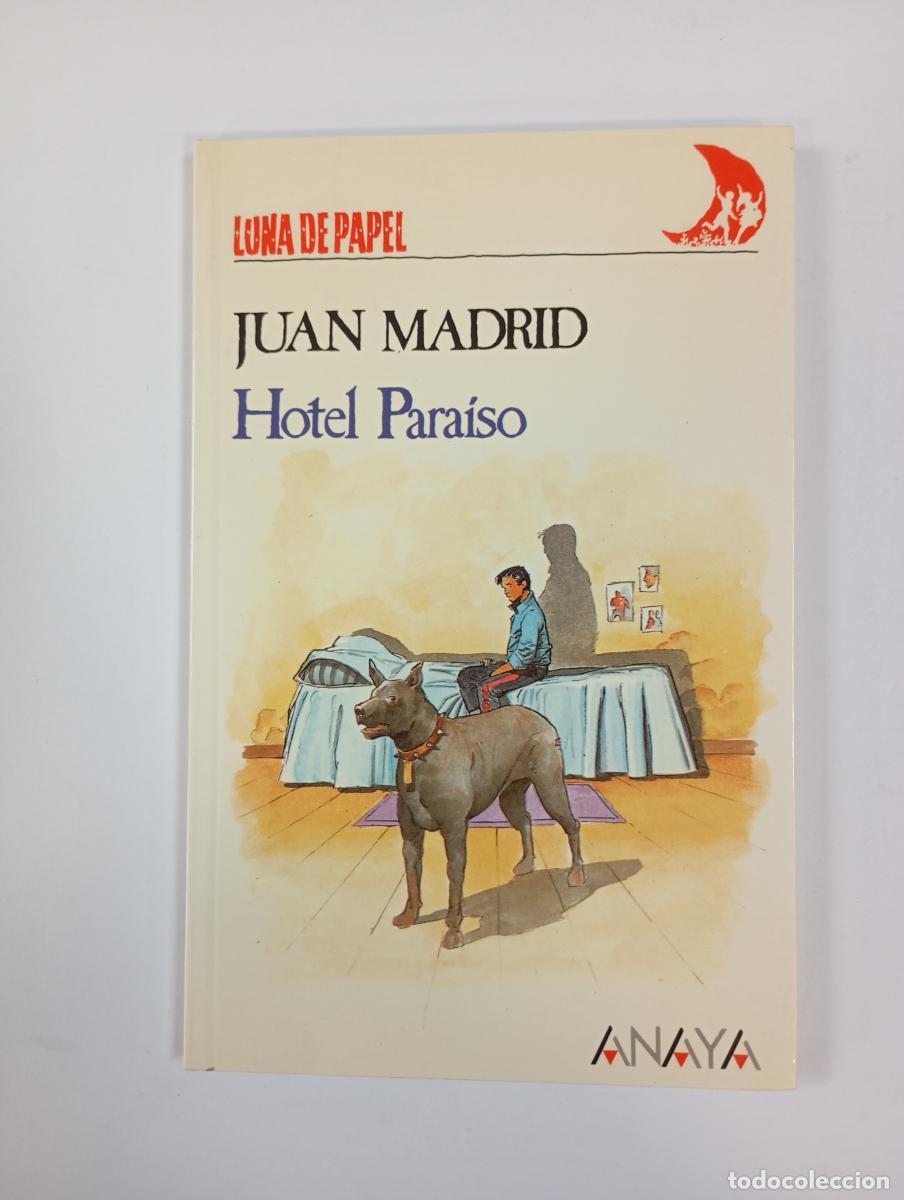 LUNA DE PAPEL
JUAN MADRID
Hotel Paraíso
ANAYA
todocoleccion